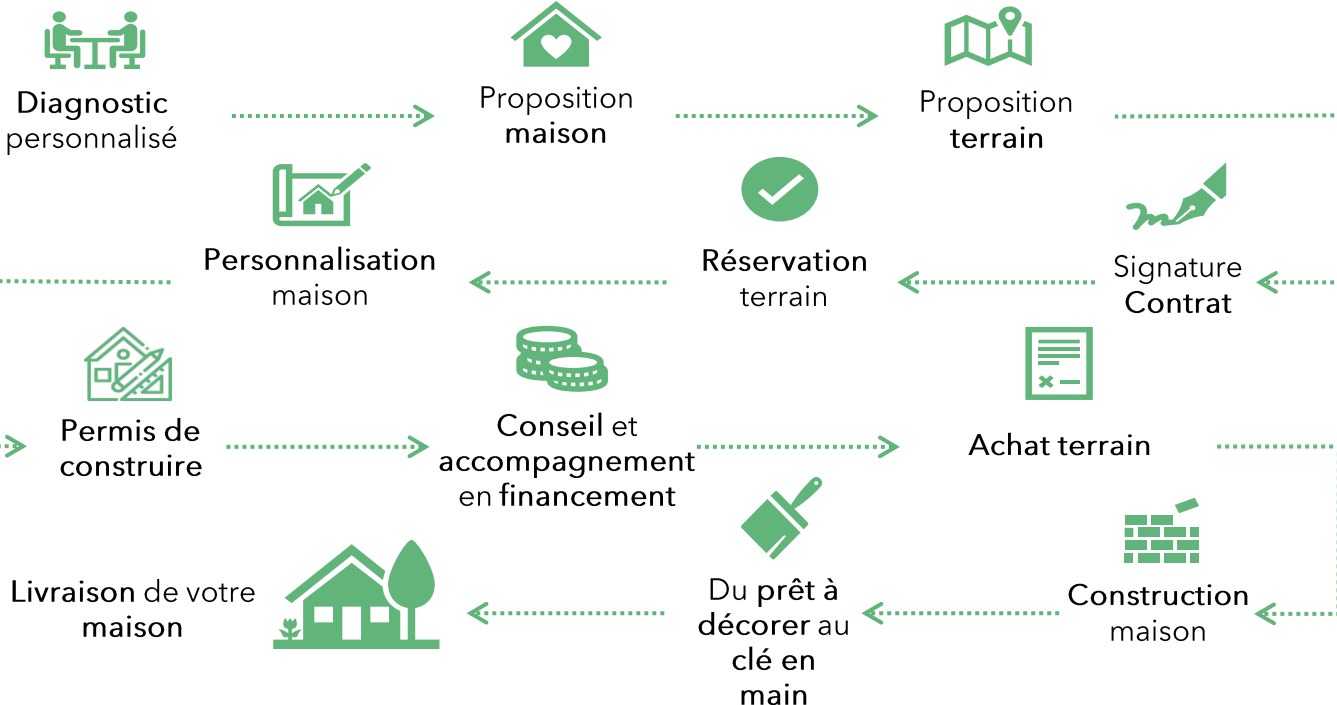 Diagnostic
personnalisé
Proposition
maison
Proposition
terrain
Signature
Contrat
Réservation
terrain
Personnalisation
maison
Permis de
construire
Conseil et
accompagnement
en financement
Achat terrain
Construction
maison
Du prêt à
décorer au
clé en
main
Livraison de votre
maison